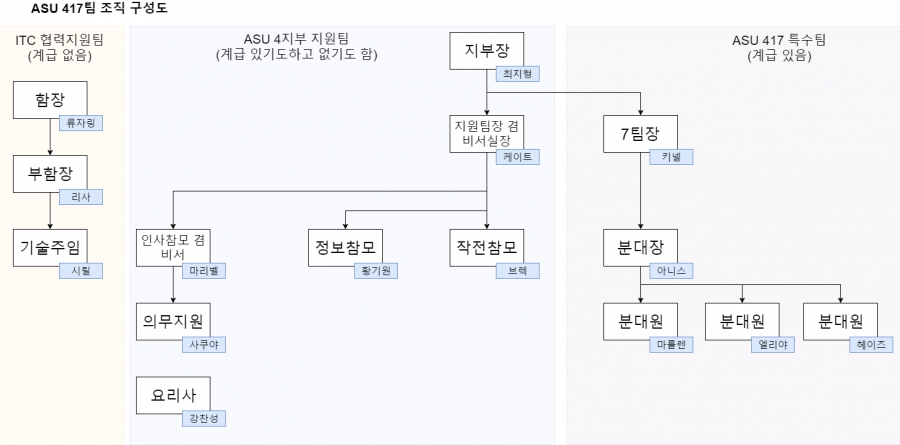 ASU 417팀 조직 구성도
ITC 협력지원팀
(계급 없음)
함장
류자링
부함장
리사
기술주임
시릴
ASU 4지부 지원팀
(계급 있기도하고 없기도 함)
지부장
최지형
지원팀장 겸
비서실장
케이트
인사참모 겸
비서
마리벨
정보참모
황기원
작전참모
브렉
의무지원
사쿠야
요리사
강찬성
ASU 417 특수팀
(계급 있음)
7팀장
키넬
분대장
아니스
분대원
마를렌
분대원
엘리야
분대원
헤이즈